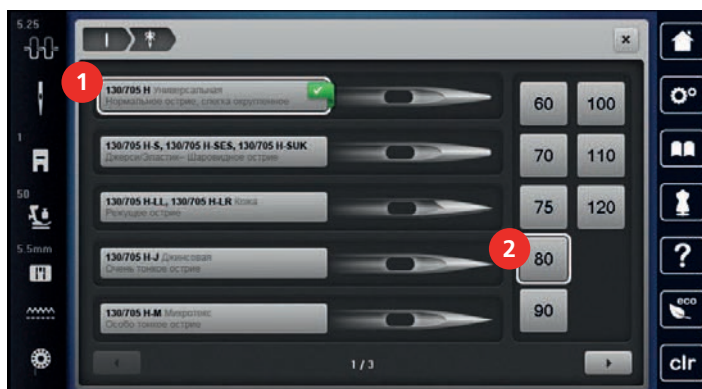 5.25
1
50
5.5mm
1
130/705 H Универсальная
Нормальное острие, слегка округленное
130/705 H-S, 130/705 H-SES, 130/705 H-SUK
Джерси/Эластик– Шаровидное острие
130/705 H-LL, 130/705 H-LR Кожа
Режущее острие
130/705 H-J Джинсовая
Очень тонкое острие
130/705 H-M Микротекс
Особо тонкое острие
60 100
70 110
75 120
2
80
90
1 / 3
?
eco
clr